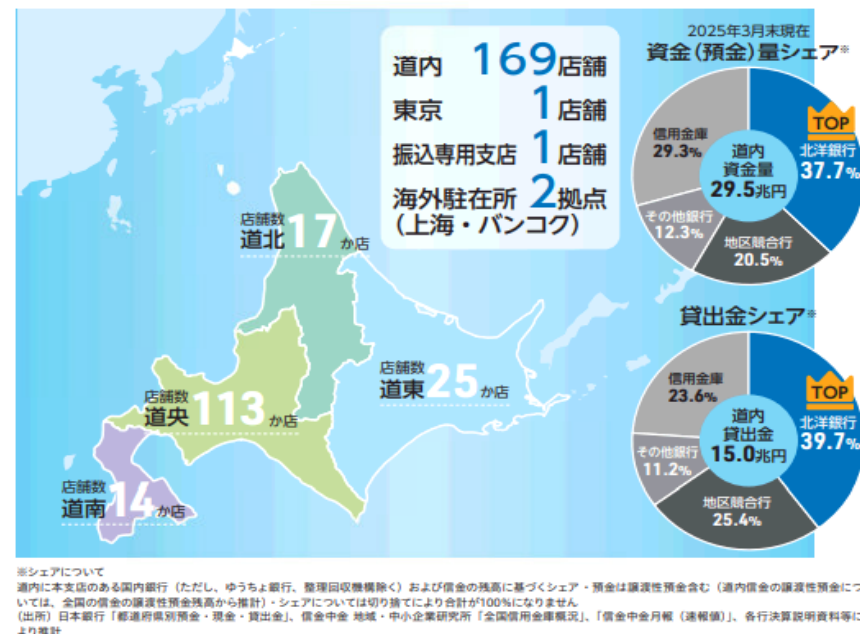 道内 169店舗
東京 1店舗
振込専用支店 1店舗
海外駐在所 2拠点
(上海・バンコク)
店舗数
道北17か店
店舗数
道東25か店
店舗数
道央113か店
店舗数
道南14か店
2025年3月末現在
資金(預金)量シェア※
TOP
北洋銀行
37.7%
地区競合行
20.5%
その他銀行
12.3%
信用金庫
29.3%
道内
資金量
29.5兆円
貸出金シェア※
TOP
北洋銀行
39.7%
地区競合行
25.4%
その他銀行
11.2%
信用金庫
23.6%
道内
貸出金
15.0兆円
※シェアについて
道内に本支店のある国内銀行(ただし、ゆうちょ銀行、整理回収機構除く)および信金の残高に基づくシェア・預金は譲渡性預金含む(道内信金の譲渡性預金につ
いては、全国の信金の譲渡性預金残高から推計)・シェアについては切り捨てにより合計が100%になりません
(出所)日本銀行「都道府県別預金・現金・貸出金」、信金中金 地域・中小企業研究所「全国信用金庫概況」、「信金中金月報(速報値)」、各行決算説明資料等に
より推計